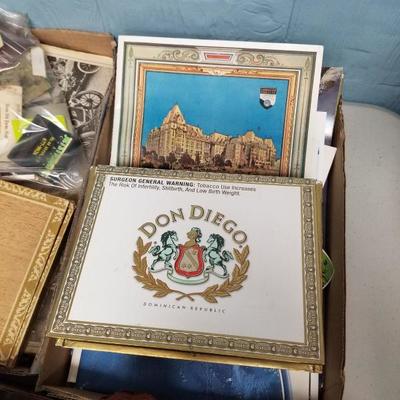 SURGEON GENERAL WARNING: Tobacco Use Increases
The Risk Of Infertility, Stillbirth, And Low Birth Weight.
DON DIEGO
DOMINICAN REPUBLIC